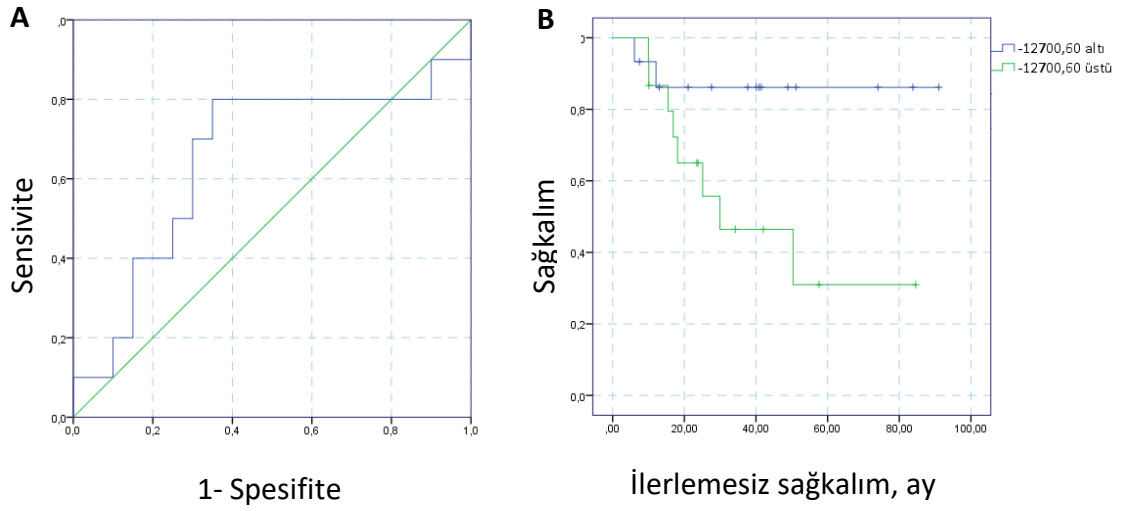 A
,0
0,8
0,6
0,4
0,2
0,0
0,0 0,2 0,4 0,6 0,8 1,0
Sensivite
1- Spesifite
B
0
0,8
0,6
0,4
0,2
0,0
,00 20,00 40,00 60,00 80,00 100,00
Sağkalım
İlerlemesiz sağkalım, ay
-12700,60 altı
-12700,60 üstü